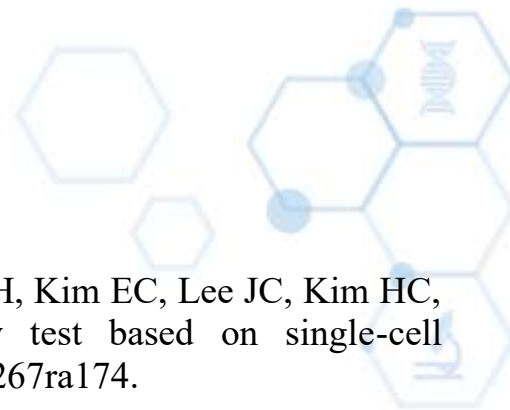 H, Kim EC, Lee JC, Kim HC,
test based on single-cell
267ra174.